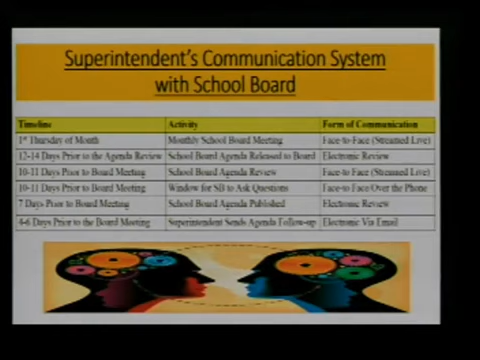 Superintendent's Communication System
with School Board
Timeline Activity Form of Communication
1st Thursday of Month Monthly School Board Meeting Face-to-Face (Streamed Live)
12-14 Days Prior to the Agenda Review School Board Agenda Released to Board Electronic Review
10-11 Days Prior to Board Meeting School Board Agenda Review Face-to-Face (Streamed Live)
10-11 Days Prior to Board Meeting Window for SB to Ask Questions Face-to Face/Over the Phone
7 Days Prior to Board Meeting School Board Agenda Published Electronic Review
4-6 Days Prior to the Board Meeting Superintendent Sends Agenda Follow-up Electronic Via Email